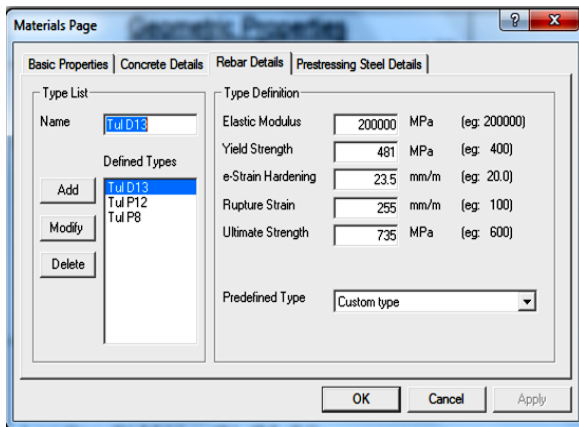 Geometric Properties
Materials Page
Basic Properties Concrete Details Rebar Details Prestressing Steel Details
Type List
Name Tul D13
Defined Types
Tul D13
Tul P12
Tul P8
Add
Modify
Delete
Type Definition
Elastic Modulus 200000 MPa (eg: 200000)
Yield Strength 481 MPa (eg: 400)
e-Strain Hardening 23.5 mm/m (eg: 20.0)
Rupture Strain 255 mm/m (eg: 100)
Ultimate Strength 735 MPa (eg: 600)
Predefined Type Custom type
OK Cancel Apply